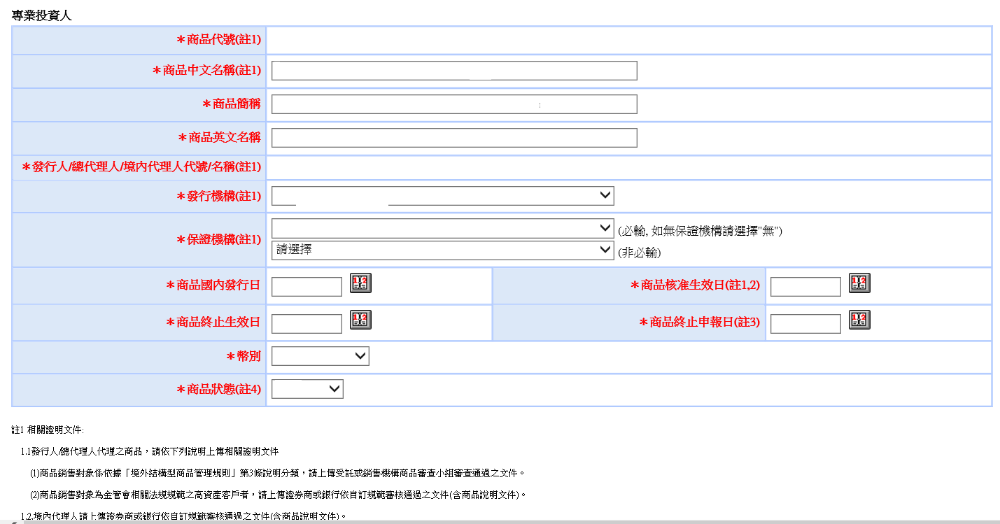 專業投資人
＊商品代號(註1)
＊商品中文名稱(註1)
＊商品簡稱
＊商品英文名稱
＊發行人/總代理人/境內代理人代號/名稱(註1)
＊發行機構(註1)
＊保證機構(註1) (必輸, 如無保證機構請選擇"無")
請選擇 (非必輸)
＊商品國內發行日 ＊商品核准生效日(註1,2)
＊商品終止生效日 ＊商品終止申報日(註3)
＊幣別
＊商品狀態(註4)
註1 相關證明文件:
1.1發行人/總代理人代理之商品，請依下列說明上傳相關證明文件
(1)商品銷售對象係依據「境外結構型商品管理規則」第3條說明分類，請上傳受託或銷售機構商品審查小組審查通過之文件。
(2)商品銷售對象為金管會相關法規規範之高資產客戶者，請上傳證券商或銀行依自訂規範審核通過之文件(含商品說明文件)。
1.2.境內代理人請上傳證券商或銀行依自訂規範審核通過之文件(含商品說明文件)。